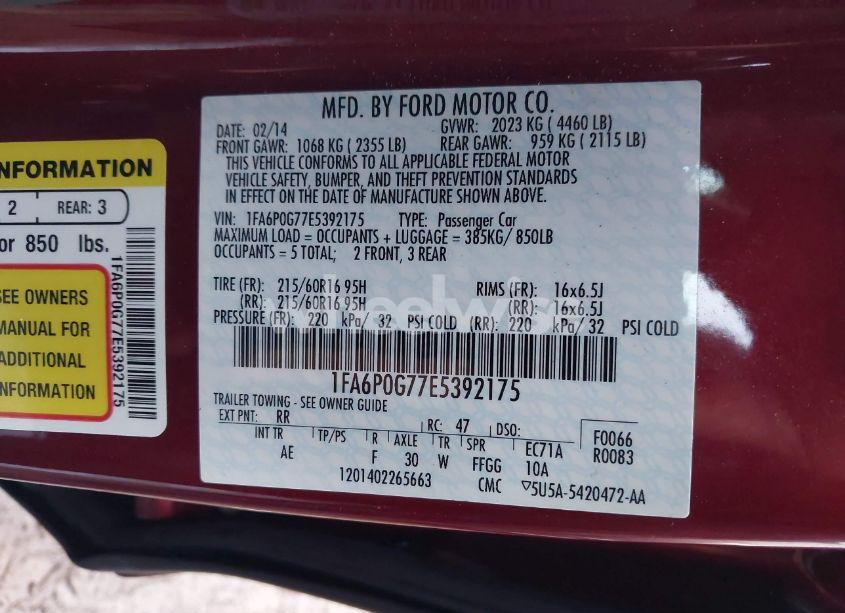 MFD. BY FORD MOTOR CO.
DATE: 02/14 GVWR: 2023 KG ( 4460 LB)
FRONT GAWR: 1068 KG ( 2355 LB) REAR GAWR: 959 KG ( 2115 LB)
THIS VEHICLE CONFORMS TO ALL APPLICABLE FEDERAL MOTOR
VEHICLE SAFETY, BUMPER, AND THEFT PREVENTION STANDARDS
IN EFFECT ON THE DATE OF MANUFACTURE SHOWN ABOVE.
VIN: 1FA6P0G77E5392175 TYPE: Passenger Car
MAXIMUM LOAD = OCCUPANTS + LUGGAGE = 385KG/ 850LB
OCCUPANTS = 5 TOTAL; 2 FRONT, 3 REAR
TIRE (FR): 215/60R16 95H RIMS (FR): 16x6.5J
(RR): 215/60R16 95H (RR): 16x6.5J
PRESSURE (FR): 220 kPa/ 32 PSI COLD (RR): 220 kPa/ 32 PSI COLD
1FA6P0G77E5392175
TRAILER TOWING - SEE OWNER GUIDE
EXT PNT: RR RC: 47 DSO: F0066
R0083
INT TR TP/PS R AXLE TR SPR EC71A
AE F 30 W FFGG 10A
1201402265663 CMC ▽5U5A-5420472-AA
NFORMATION
2 REAR: 3
or 850 lbs.
SEE OWNERS
MANUAL FOR
ADDITIONAL
INFORMATION
1FA6P0G77E5392175